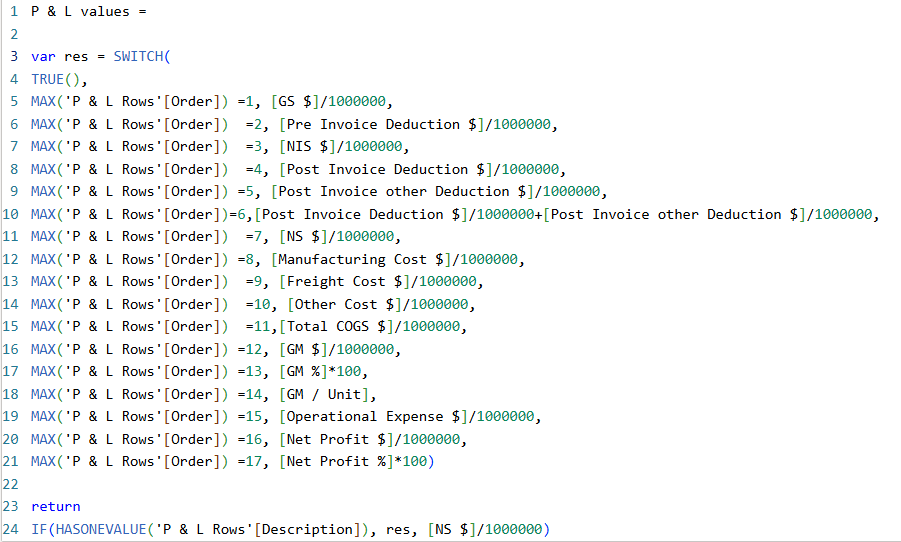 1 P & L values =
2
3 var res = SWITCH(
4 TRUE(),
5 MAX('P & L Rows'[Order]) =1, [GS $]/1000000,
6 MAX('P & L Rows'[Order])  =2, [Pre Invoice Deduction $]/1000000,
7 MAX('P & L Rows'[Order])  =3, [NIS $]/1000000,
8 MAX('P & L Rows'[Order])  =4, [Post Invoice Deduction $]/1000000,
9 MAX('P & L Rows'[Order]) =5, [Post Invoice other Deduction $]/1000000,
10 MAX('P & L Rows'[Order])=6,[Post Invoice Deduction $]/1000000+[Post Invoice other Deduction $]/1000000,
11 MAX('P & L Rows'[Order])  =7, [NS $]/1000000,
12 MAX('P & L Rows'[Order]) =8, [Manufacturing Cost $]/1000000,
13 MAX('P & L Rows'[Order])  =9, [Freight Cost $]/1000000,
14 MAX('P & L Rows'[Order])  =10, [Other Cost $]/1000000,
15 MAX('P & L Rows'[Order])  =11,[Total COGS $]/1000000,
16 MAX('P & L Rows'[Order]) =12, [GM $]/1000000,
17 MAX('P & L Rows'[Order]) =13, [GM %]*100,
18 MAX('P & L Rows'[Order]) =14, [GM / Unit],
19 MAX('P & L Rows'[Order]) =15, [Operational Expense $]/1000000,
20 MAX('P & L Rows'[Order]) =16, [Net Profit $]/1000000,
21 MAX('P & L Rows'[Order]) =17, [Net Profit %]*100)
22
23 return
24 IF(HASONEVALUE('P & L Rows'[Description]), res, [NS $]/1000000)